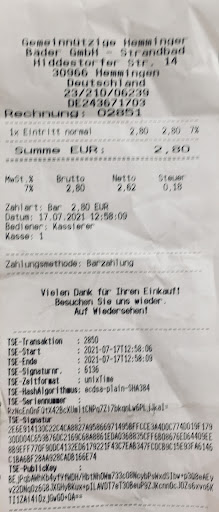 Gemeinnützige Hemminger
Bäder GmbH - Strandbad
Hiddestorfer Str. 14
30966 Hemmingen
Deutschland
23/210/06239
DE243671703
Rechnung: 02851
1x Eintritt normal 2,80 2,80 7%
Summe EUR: 2,80
MwSt.% Brutto Netto Steuer
7% 2,80 2,62 0,18
Zahlart: Bar 2,80 EUR
Datum: 17.07.2021 12:58:09
Bediener: Kassierer
Kasse: 1
Zahlungsmethode: Barzahlung
Vielen Dank für Ihren Einkauf!
Besuchen Sie uns wieder.
Auf Wiedersehen!
TSE-Transaktion : 2850
TSE-Start : 2021-07-17T12:58:06
TSE-Ende : 2021-07-17T12:58:09
TSE-Signaturnr. : 6136
TSE-Zeitformat : unixTime
TSE-HashAlgorithmus: ecdsa-plain-SHA384
TSE-Seriennummer
TSE-Signatur
TSE-PublicKey